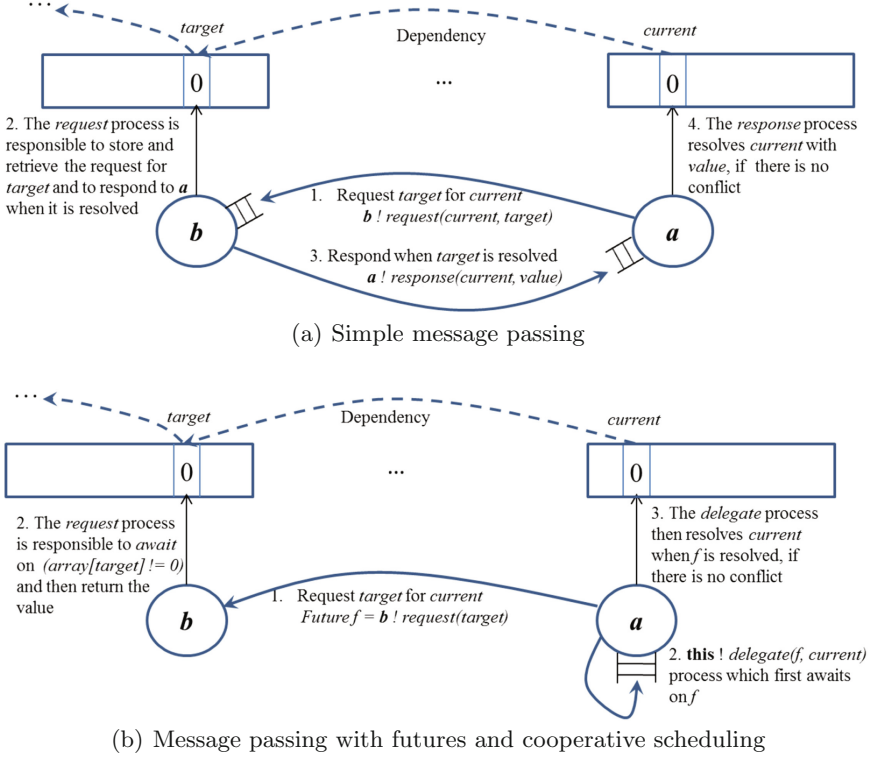 ...
target
Dependency
current
...
0
0
2. The request process is
responsible to store and
retrieve the request for
target and to respond to a
when it is resolved
4. The response process
resolves current with
value, if there is no
conflict
1. Request target for current
b ! request(current, target)
b
a
3. Respond when target is resolved
a ! response(current, value)
(a) Simple message passing
...
target
Dependency
current
...
0
0
2. The request process
is responsible to await
on (array[target] != 0)
and then return the
value
3. The delegate process
then resolves current
when f is resolved, if
there is no conflict
1. Request target for current
Future f = b ! request(target)
b
a
2. this ! delegate(f, current)
process which first awaits
on f
(b) Message passing with futures and cooperative scheduling